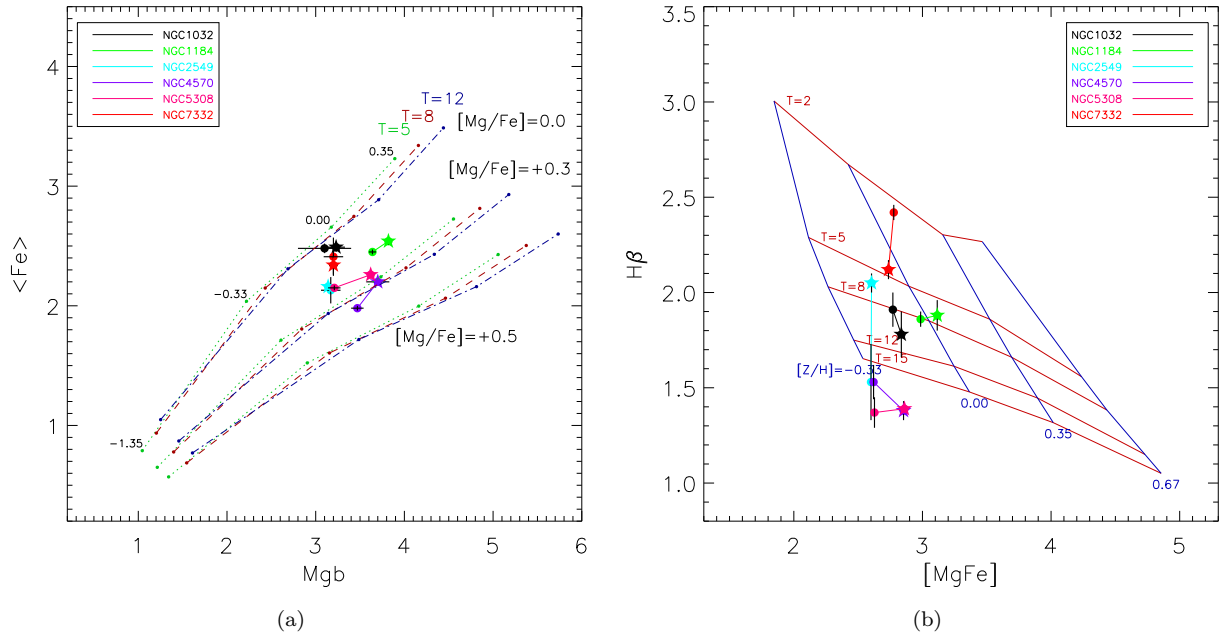 NGC1032
NGC1184
NGC2549
NGC4570
NGC5308
NGC7332
T=12
T=8
T=5
[Mg/Fe]=0.0
0.35
[Mg/Fe]=+0.3
0.00
−0.33
[Mg/Fe]=+0.5
−1.35
4
3
2
1
<Fe>
1 2 3 4 5 6
Mgb
(a)
NGC1032
NGC1184
NGC2549
NGC4570
NGC5308
NGC7332
T=2
T=5
T=8
T=12
T=15
[Z/H]=−0.33
0.00
0.35
0.67
3.5
3.0
2.5
2.0
1.5
1.0
Hβ
2 3 4 5
[MgFe]
(b)